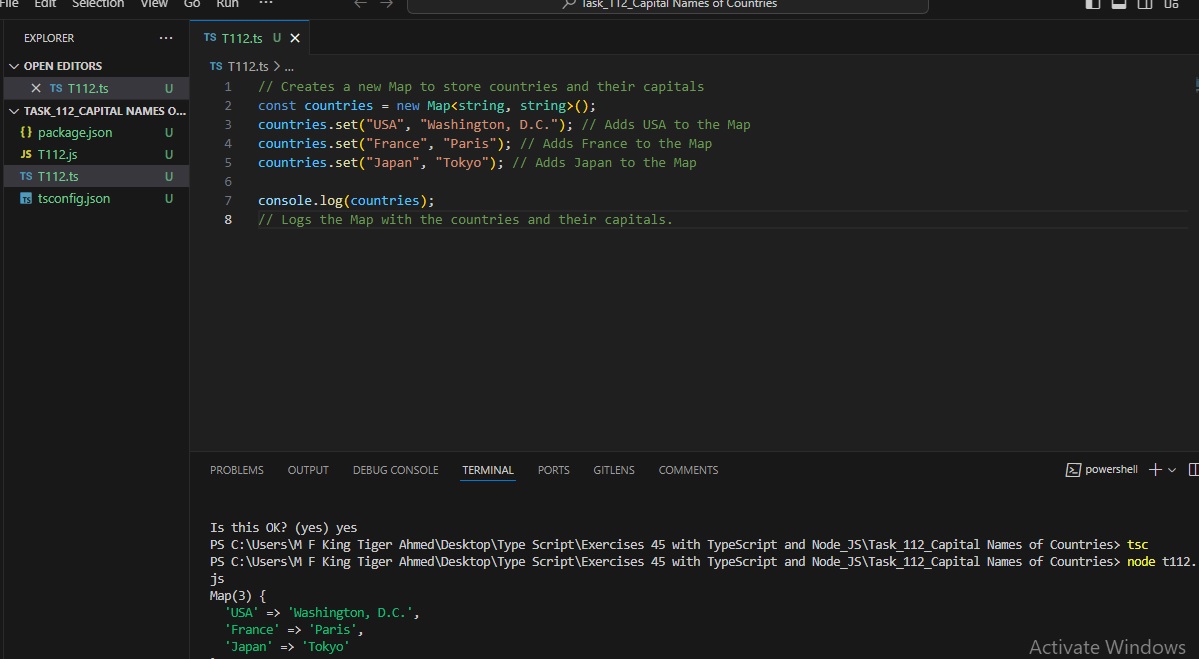 File Edit Selection View Go Run ··· Task_112_Capital Names of Countries
EXPLORER ···
OPEN EDITORS
TS T112.ts U
TASK_112_CAPITAL NAMES O...
{} package.json U
JS T112.js U
TS T112.ts U
TS tsconfig.json U
TS T112.ts U
TS T112.ts > ...
1 // Creates a new Map to store countries and their capitals
2 const countries = new Map<string, string>();
3 countries.set("USA", "Washington, D.C."); // Adds USA to the Map
4 countries.set("France", "Paris"); // Adds France to the Map
5 countries.set("Japan", "Tokyo"); // Adds Japan to the Map
6
7 console.log(countries);
8 // Logs the Map with the countries and their capitals.
PROBLEMS OUTPUT DEBUG CONSOLE TERMINAL PORTS GITLENS COMMENTS powershell
Is this OK? (yes) yes
PS C:\Users\M F King Tiger Ahmed\Desktop\Type Script\Exercises 45 with TypeScript and Node_JS\Task_112_Capital Names of Countries> tsc
PS C:\Users\M F King Tiger Ahmed\Desktop\Type Script\Exercises 45 with TypeScript and Node_JS\Task_112_Capital Names of Countries> node t112.
js
Map(3) {
'USA' => 'Washington, D.C.',
'France' => 'Paris',
'Japan' => 'Tokyo'
Activate Windows